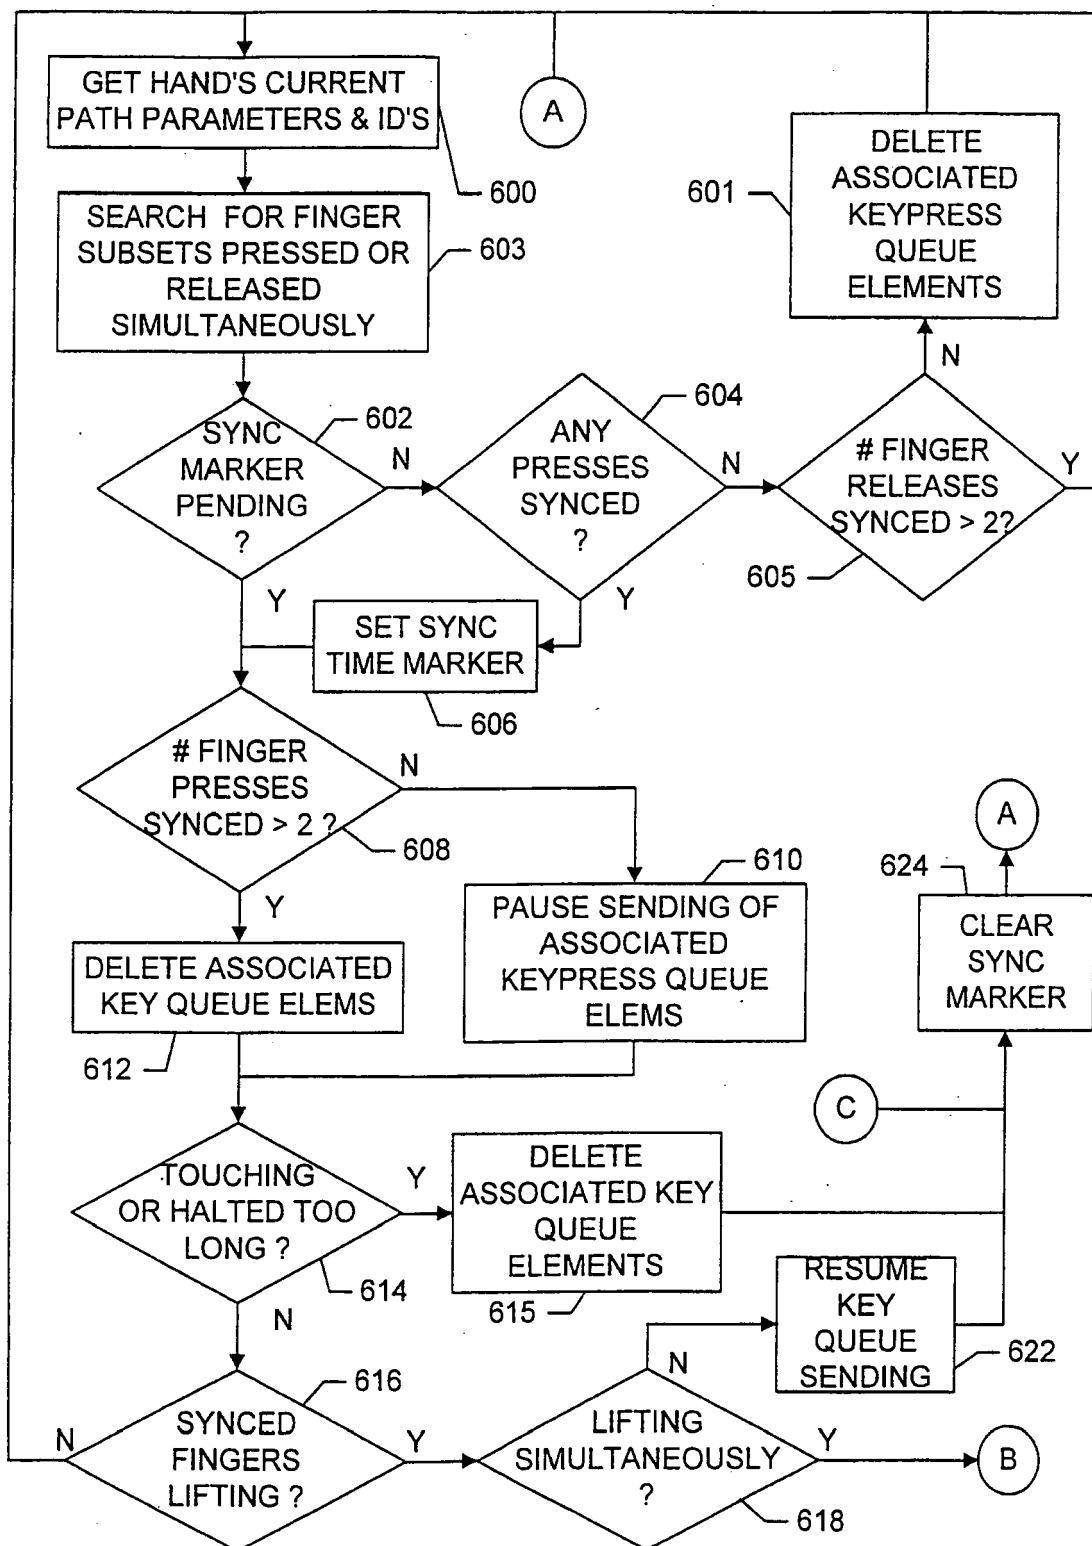 GET HAND'S CURRENT
PATH PARAMETERS & ID'S
600
A
DELETE
ASSOCIATED
KEYPRESS
QUEUE
ELEMENTS
601
SEARCH FOR FINGER
SUBSETS PRESSED OR
RELEASED
SIMULTANEOUSLY
603
SYNC
MARKER
PENDING
?
602
N
Y
ANY
PRESSES
SYNCED
?
604
N
Y
# FINGER
RELEASES
SYNCED > 2?
605
N
Y
SET SYNC
TIME MARKER
606
# FINGER
PRESSES
SYNCED > 2 ?
608
N
Y
PAUSE SENDING OF
ASSOCIATED
KEYPRESS QUEUE
ELEMS
610
DELETE ASSOCIATED
KEY QUEUE ELEMS
612
A
624
CLEAR
SYNC
MARKER
C
TOUCHING
OR HALTED TOO
LONG ?
614
Y
N
DELETE
ASSOCIATED KEY
QUEUE
ELEMENTS
615
RESUME
KEY
QUEUE
SENDING
622
SYNCED
FINGERS
LIFTING ?
616
N
Y
LIFTING
SIMULTANEOUSLY
?
618
N
Y
B